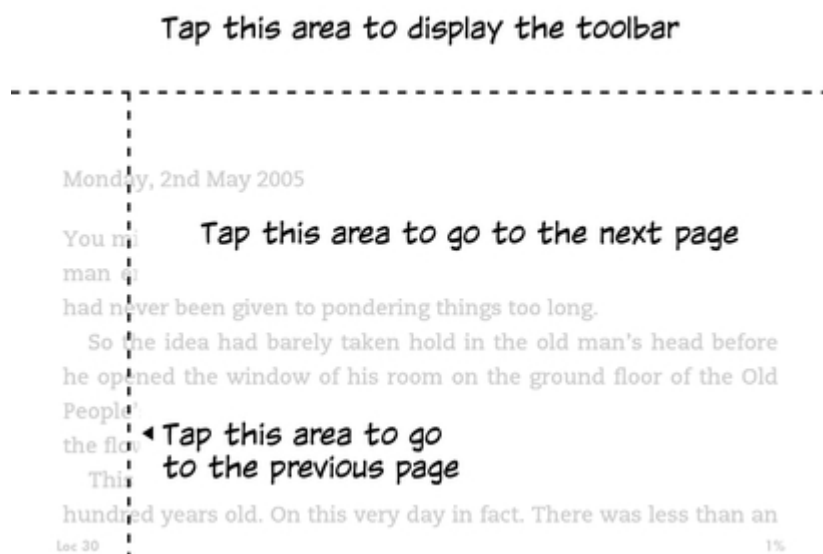 Tap this area to display the toolbar
Monday, 2nd May 2005
Tap this area to go to the next page
You mi
man
had never been given to pondering things too long.
So the idea had barely taken hold in the old man's head before
he opened the window of his room on the ground floor of the Old
People'
Tap this area to go
to the previous page
the flow
This
hundred years old. On this very day in fact. There was less than an
Loc 30
1%